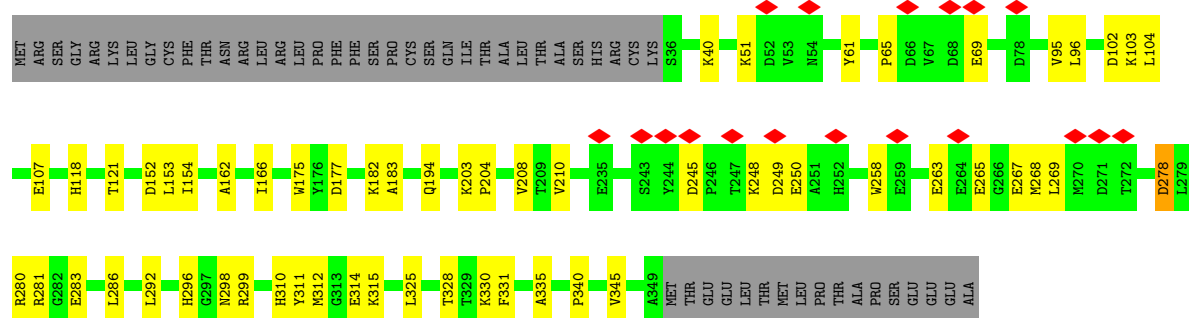 MET ARG SER GLY ARG LYS LEU LEU GLY CYS PHE THR ASN ARG LEU ARG ARG LEU PRO PHE PHE PHE SER PRO CYS SER GLN ILE THR ALA LEU THR ALA SER HIS ARG CYS LYS S36 K40 K51 D52 V53 N54 Y61 P65 D66 V67 D68 E69 D78 V95 L96 D102 K103 L104
E107 H118 T121 D152 L153 I154 A162 I166 W175 Y176 D177 K182 A183 Q194 K203 P204 V208 T209 V210 E235 S243 Y244 D245 P246 T247 K248 D249 E250 A251 H252 W258 E259 E263 E264 E265 G266 E267 M268 L269 M270 D271 T272 D278 L279
R280 R281 G282 E283 L286 L292 H296 G297 N298 R299 H310 Y311 M312 G313 E314 K315 L325 T328 T329 K330 F331 A335 P340 V345 A349 MET THR GLU GLU LEU THR MET LEU PRO THR ALA PRO SER GLU GLU GLU ALA